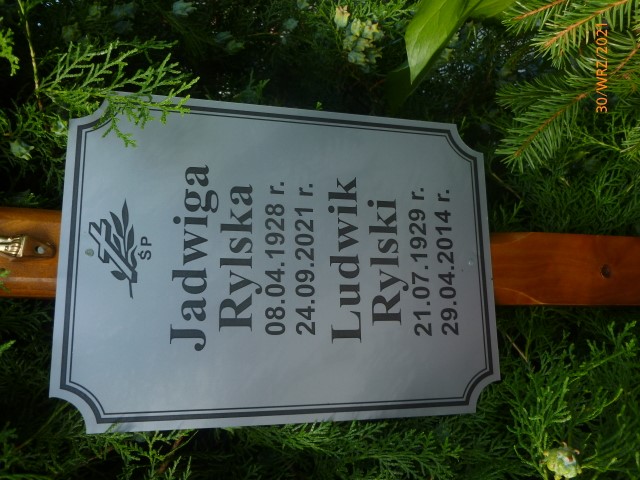 ŚP
Jadwiga
Rylska
08.04.1928 r.
24.09.2021 r.
Ludwik
Rylski
21.07.1929 r.
29.04.2014 r.
30/WRZ/2021